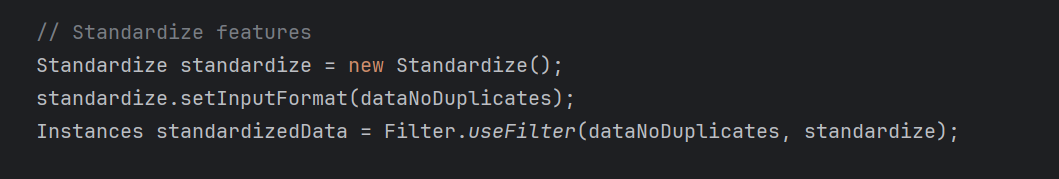 // Standardize features
Standardize standardize = new Standardize();
standardize.setInputFormat(dataNoDuplicates);
Instances standardizedData = Filter.useFilter(dataNoDuplicates, standardize);